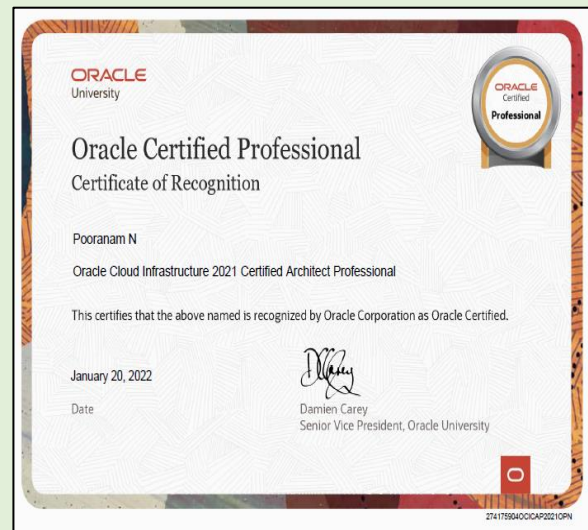 ORACLE
University
ORACLE
Certified
Professional
Oracle Certified Professional
Certificate of Recognition
Pooranam N
Oracle Cloud Infrastructure 2021 Certified Architect Professional
This certifies that the above named is recognized by Oracle Corporation as Oracle Certified.
January 20, 2022
Date
DCarey
Damien Carey
Senior Vice President, Oracle University
274175904OCICAP2021OPN